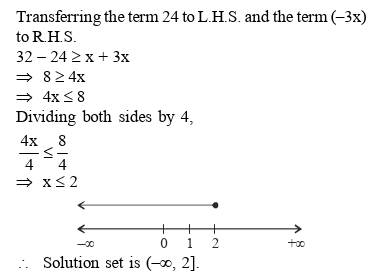 Transferring the term 24 to L.H.S. and the term (–3x)
to R.H.S.
32 – 24 ≥ x + 3x
⇒ 8 ≥ 4x
⇒ 4x ≤ 8
Dividing both sides by 4,
4x/4 ≤ 8/4
⇒ x ≤ 2
–∞ 0 1 2 +∞
∴ Solution set is (–∞, 2].